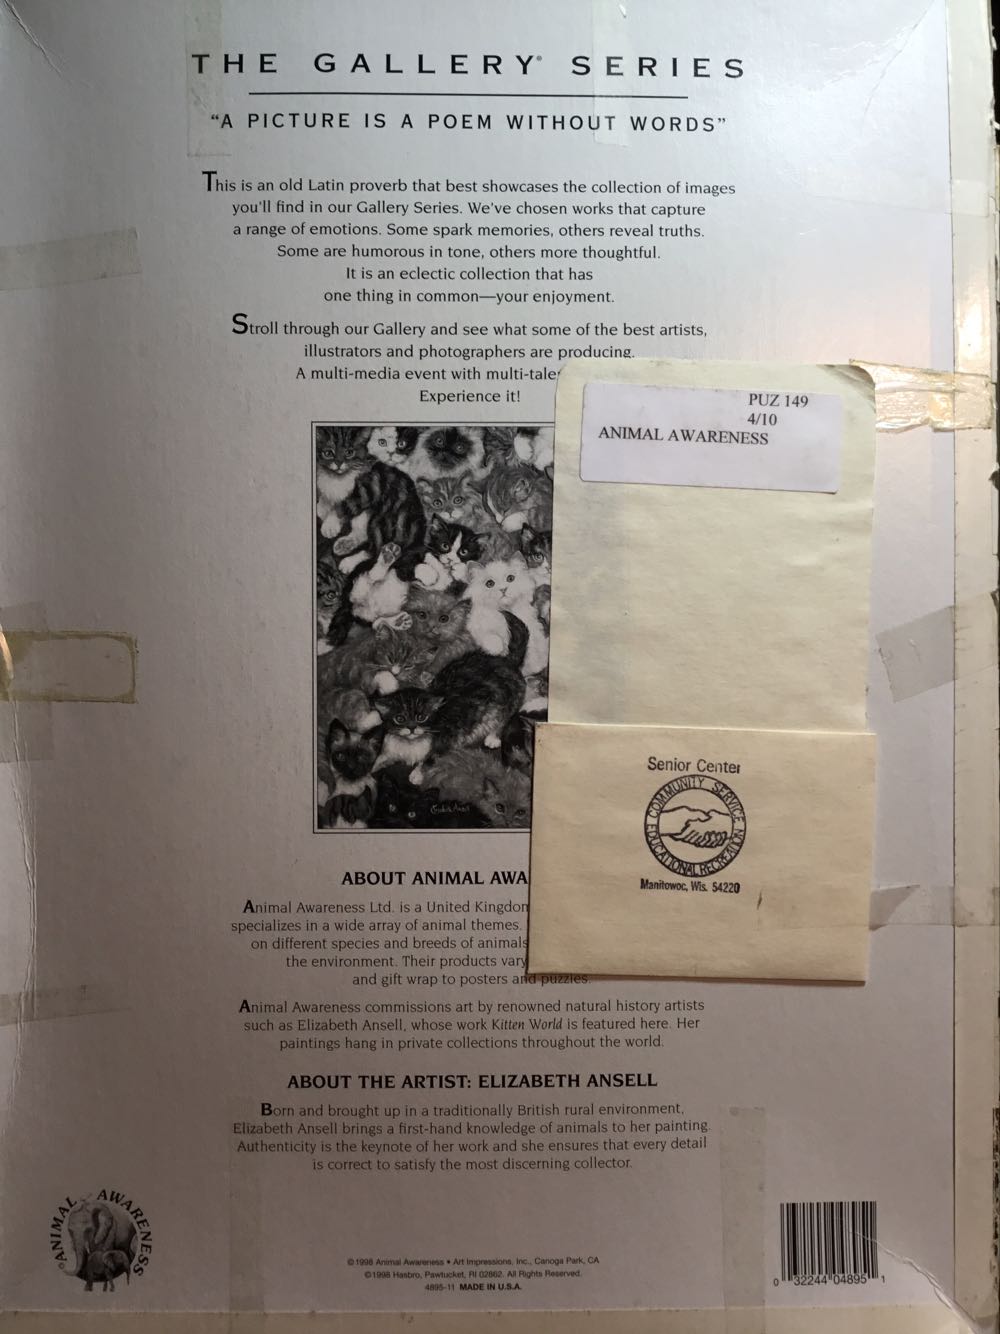 THE GALLERY® SERIES
"A PICTURE IS A POEM WITHOUT WORDS"
This is an old Latin proverb that best showcases the collection of images
you'll find in our Gallery Series. We've chosen works that capture
a range of emotions. Some spark memories, others reveal truths.
Some are humorous in tone, others more thoughtful.
It is an eclectic collection that has
one thing in common—your enjoyment.
Stroll through our Gallery and see what some of the best artists,
illustrators and photographers are producing.
A multi-media event with multi-tale
Experience it!
PUZ 149
4/10
ANIMAL AWARENESS
Senior Center
COMMUNITY SERVICE
EDUCATIONAL RECREATION
Manitowoc, Wis. 54220
Elizabeth Ansell
ABOUT ANIMAL AWA
Animal Awareness Ltd. is a United Kingdom
specializes in a wide array of animal themes.
on different species and breeds of animals
the environment. Their products vary
and gift wrap to posters and puzzles.
Animal Awareness commissions art by renowned natural history artists
such as Elizabeth Ansell, whose work Kitten World is featured here. Her
paintings hang in private collections throughout the world.
ABOUT THE ARTIST: ELIZABETH ANSELL
Born and brought up in a traditionally British rural environment,
Elizabeth Ansell brings a first-hand knowledge of animals to her painting.
Authenticity is the keynote of her work and she ensures that every detail
is correct to satisfy the most discerning collector.
©ANIMAL AWARENESS
©1998 Animal Awareness • Art Impressions, Inc., Canoga Park, CA
©1998 Hasbro, Pawtucket, RI 02862. All Rights Reserved.
4895-11 MADE IN U.S.A.
0 32244 04895 1